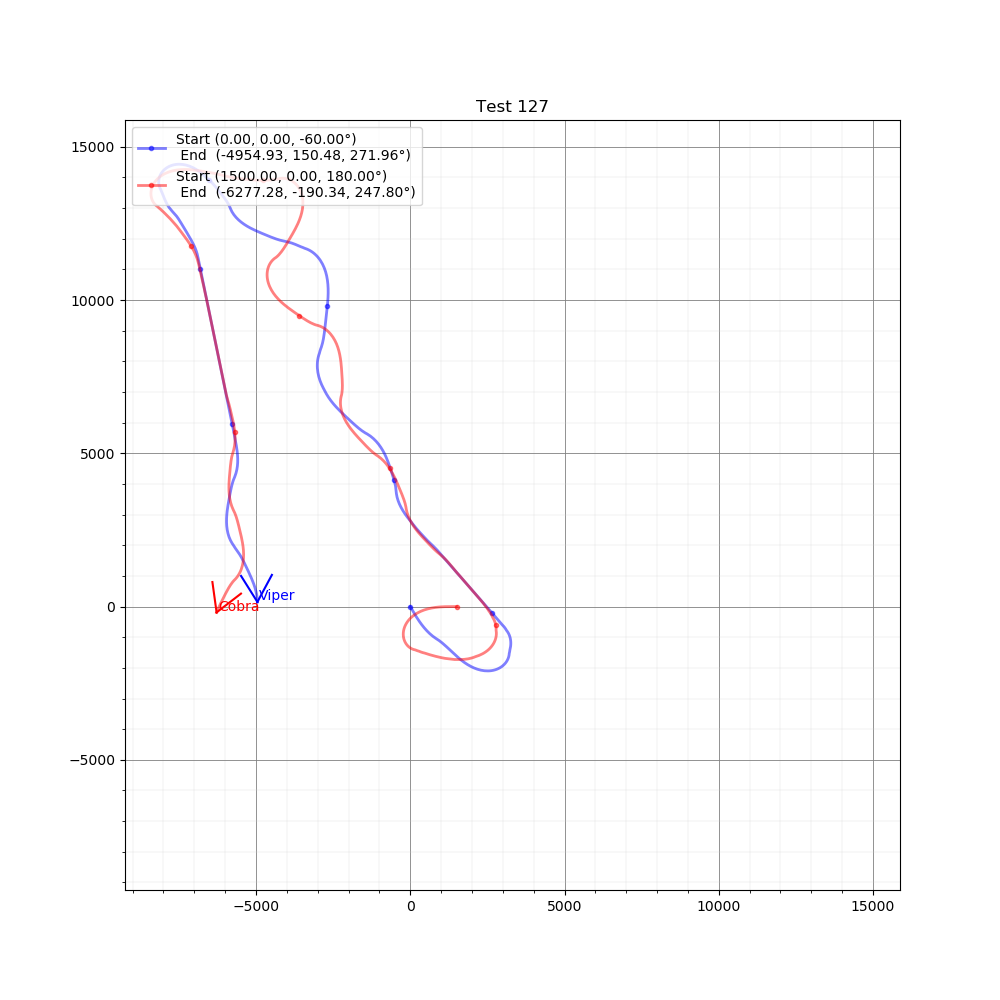 Test 127
Start (0.00, 0.00, -60.00°)
End (-4954.93, 150.48, 271.96°)
Start (1500.00, 0.00, 180.00°)
End (-6277.28, -190.34, 247.80°)
15000
10000
5000
0
−5000
Viper
Cobra
−5000
0
5000
10000
15000